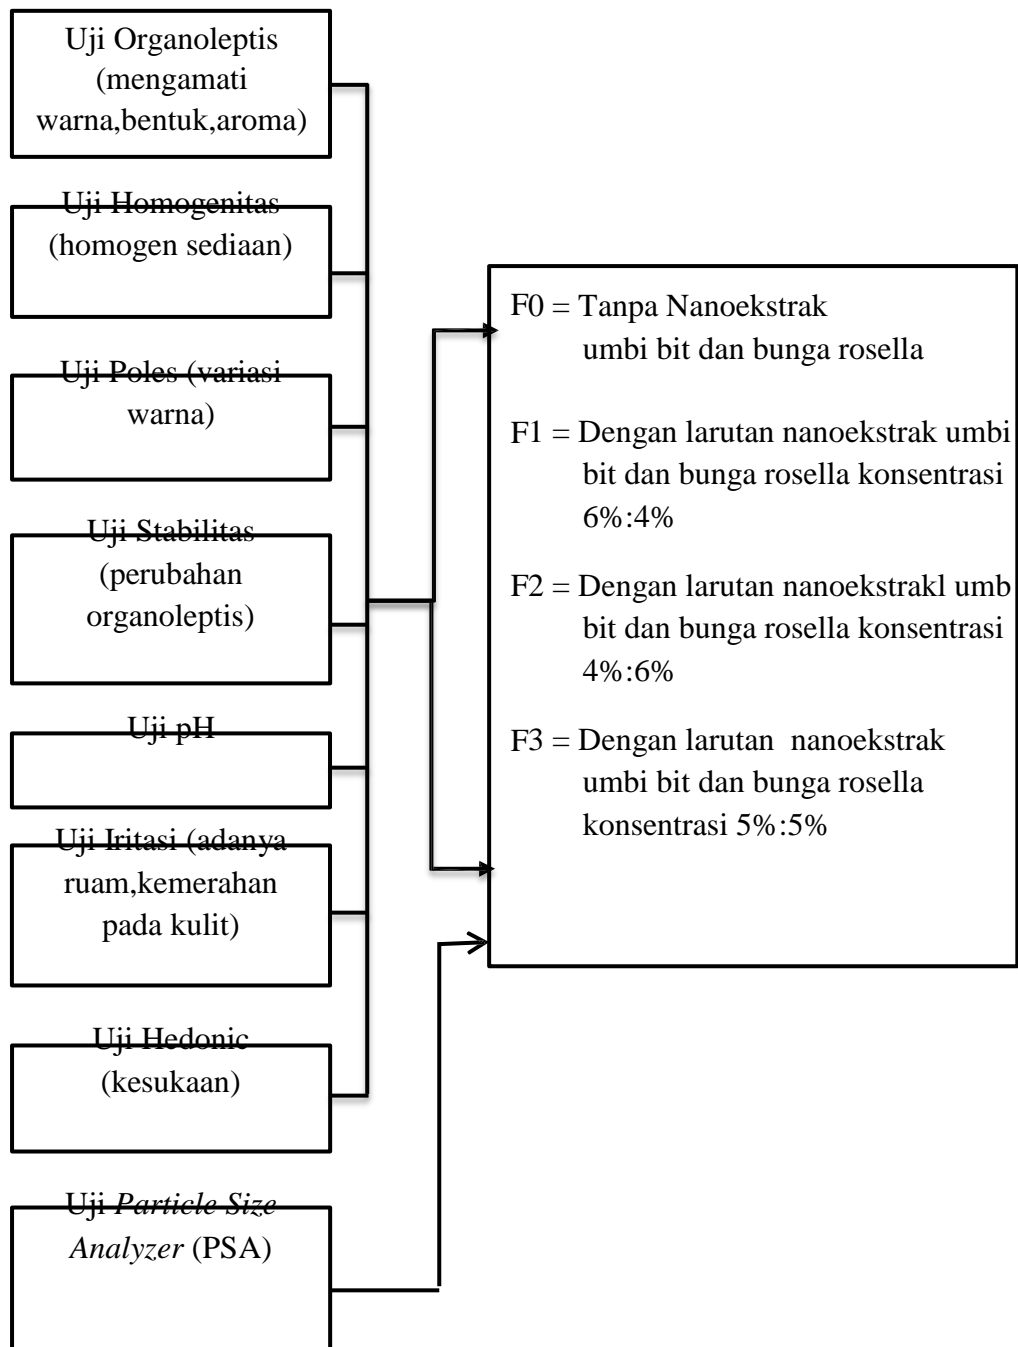 Uji Organoleptis
(mengamati
warna,bentuk,aroma)
Uji Homogenitas
(homogen sediaan)
Uji Poles (variasi
warna)
Uji Stabilitas
(perubahan
organoleptis)
Uji pH
Uji Iritasi (adanya
ruam,kemerahan
pada kulit)
Uji Hedonic
(kesukaan)
Uji Particle Size
Analyzer (PSA)
F0 = Tanpa Nanoekstrak
umbi bit dan bunga rosella
F1 = Dengan larutan nanoekstrak umbi
bit dan bunga rosella konsentrasi
6%:4%
F2 = Dengan larutan nanoekstrakl umb
bit dan bunga rosella konsentrasi
4%:6%
F3 = Dengan larutan  nanoekstrak
umbi bit dan bunga rosella
konsentrasi 5%:5%